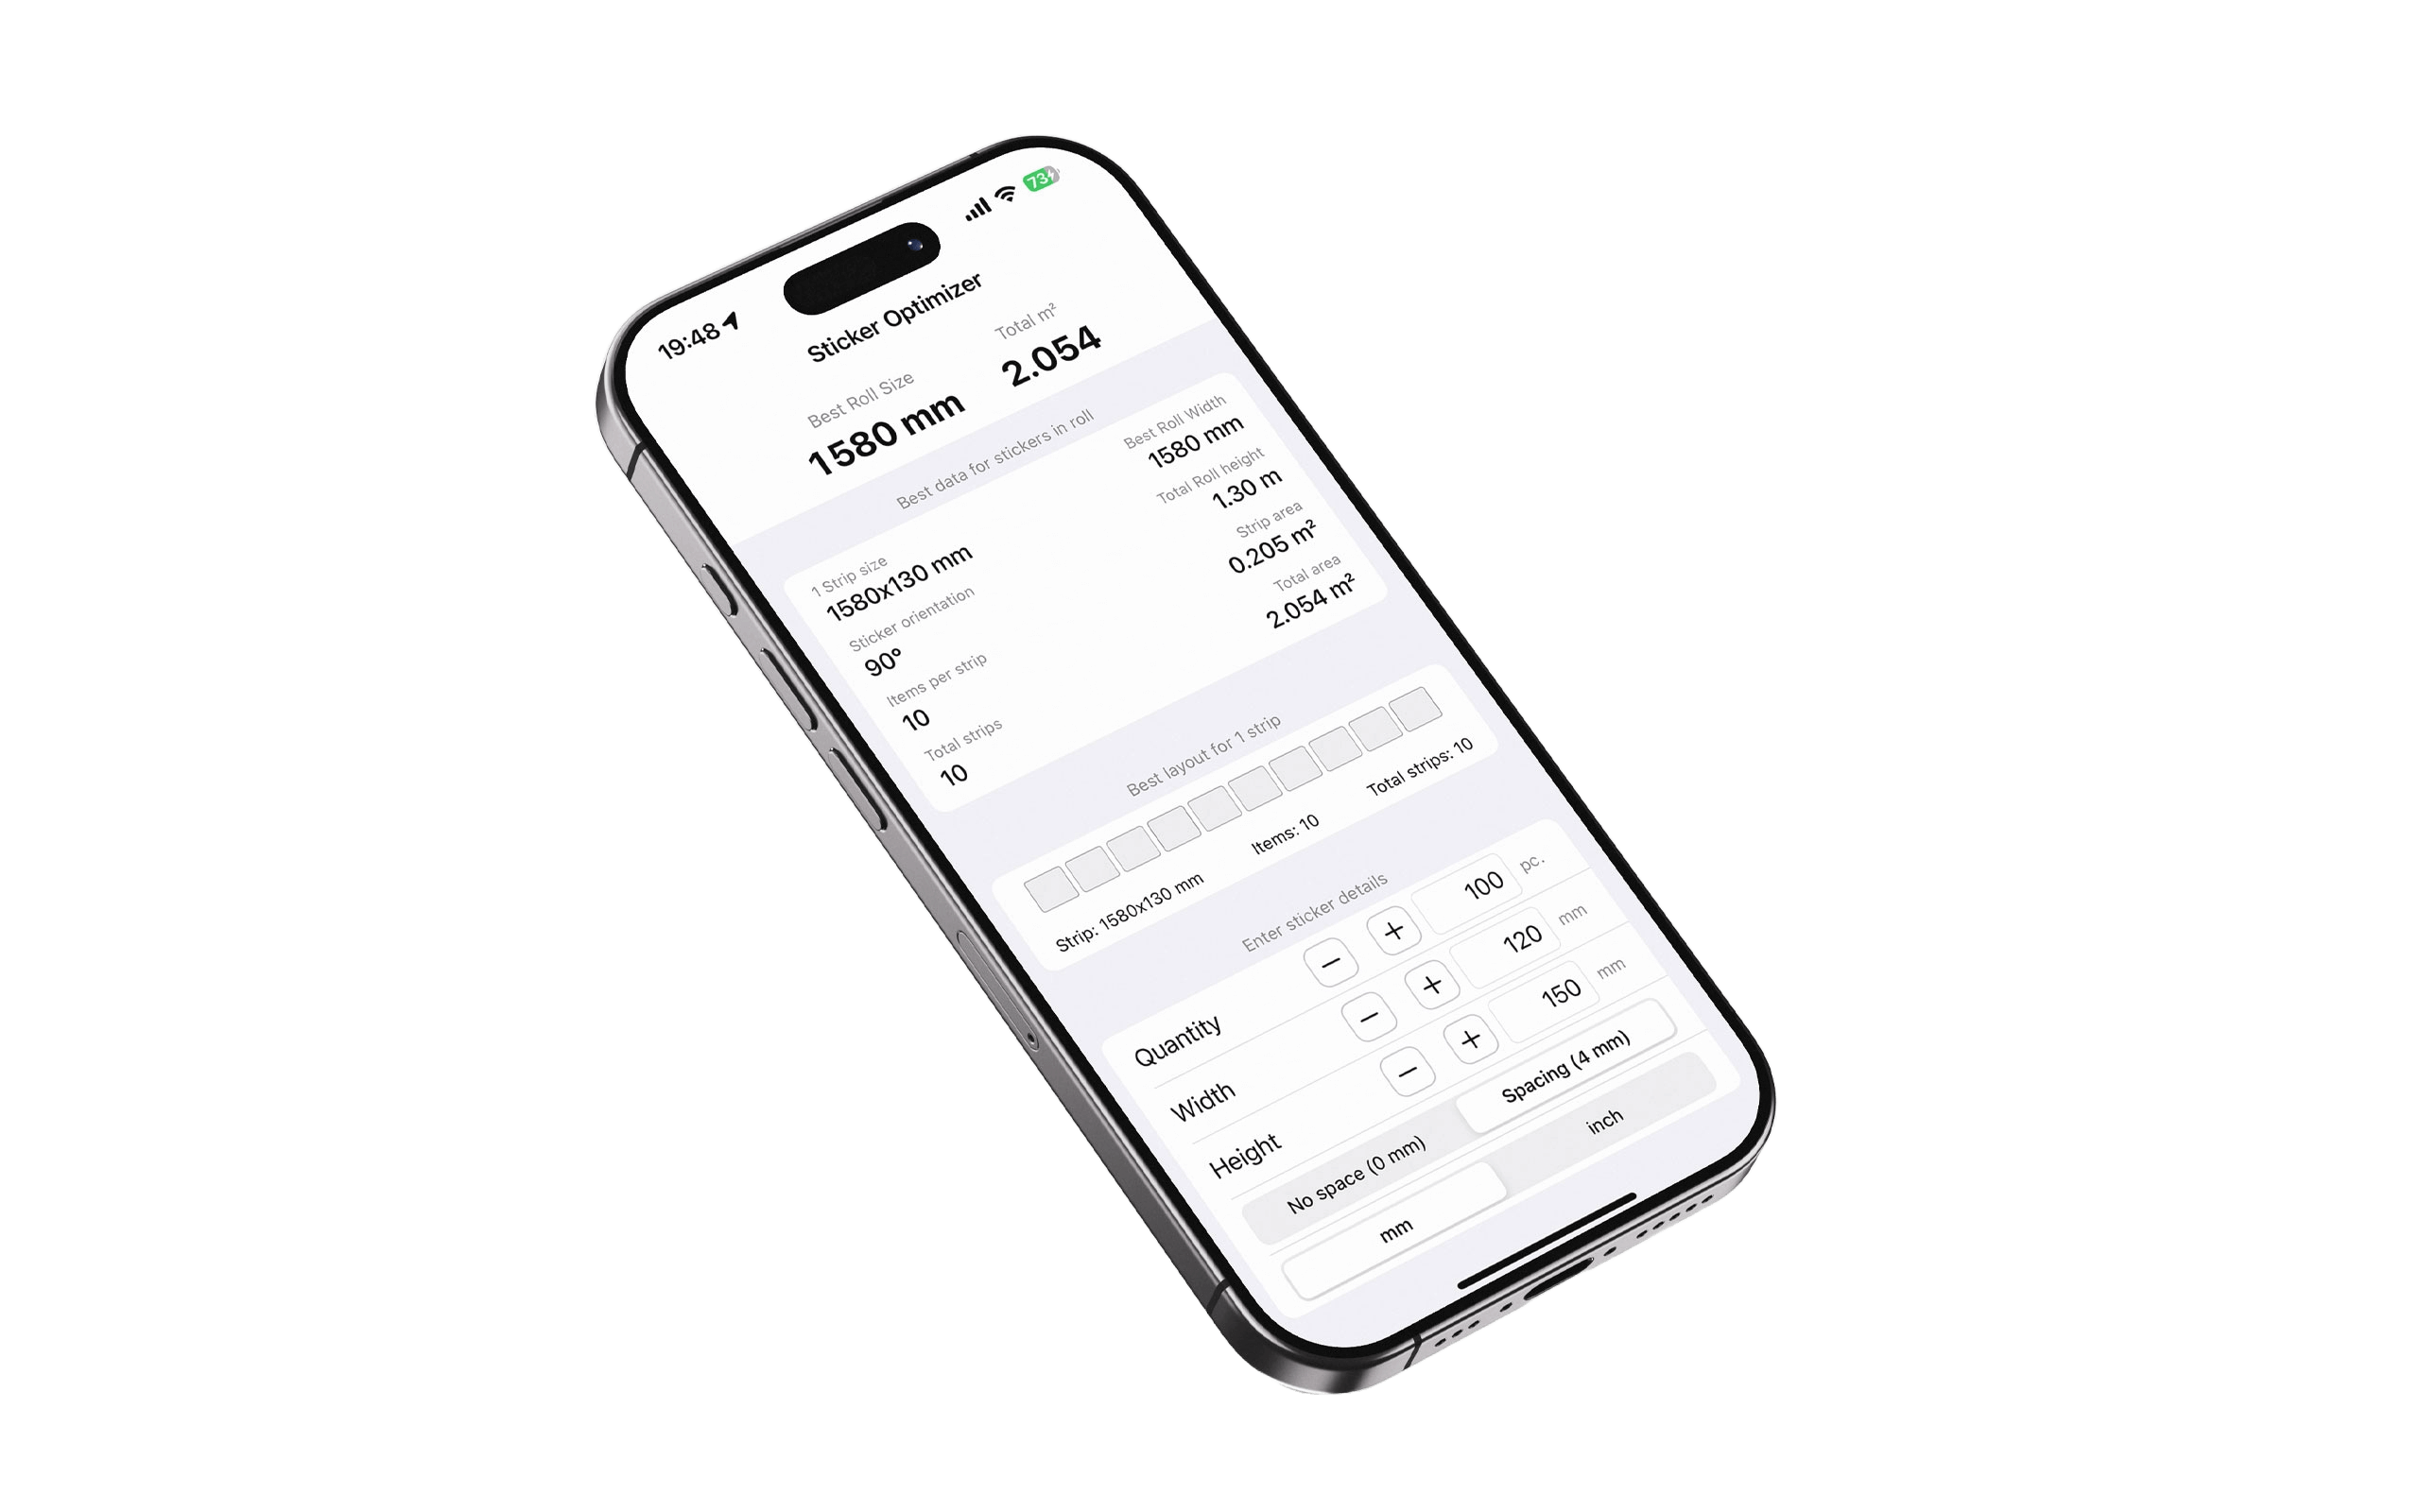 19:48
73
Sticker Optimizer
Best Roll Size
1580 mm
Total m²
2.054
Best data for stickers in roll
1 Strip size
1580x130 mm
Sticker orientation
90°
Items per strip
10
Total strips
10
Best Roll Width
1580 mm
Total Roll height
1.30 m
Strip area
0.205 m²
Total area
2.054 m²
Best layout for 1 strip
Strip: 1580x130 mm
Items: 10
Total strips: 10
Enter sticker details
Quantity − + 100 pc.
Width − + 120 mm
Height − + 150 mm
No space (0 mm) Spacing (4 mm)
mm inch